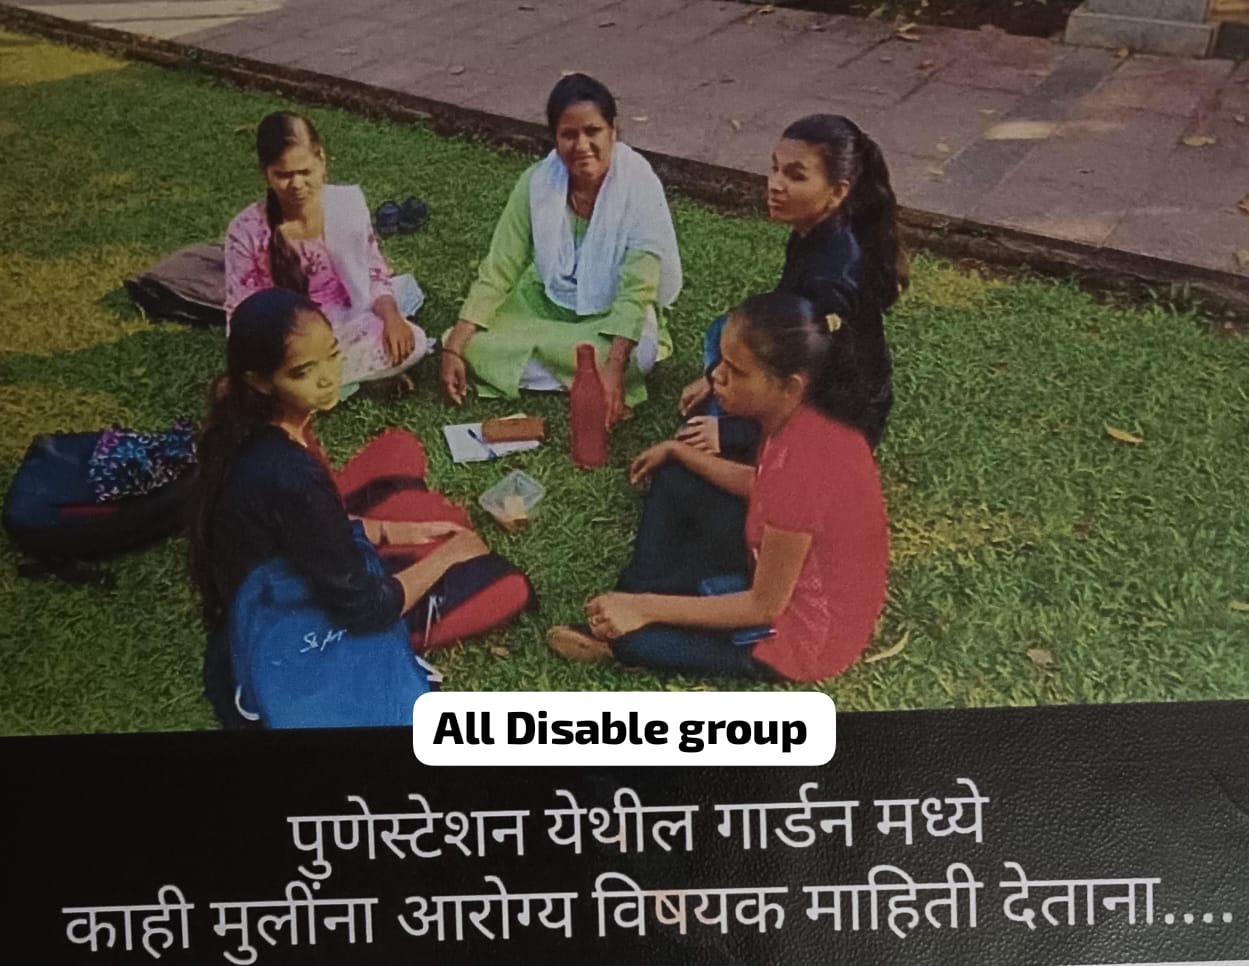 All Disable group
पुणेस्टेशन येथील गार्डन मध्ये
काही मुलींना आरोग्य विषयक माहिती देताना....